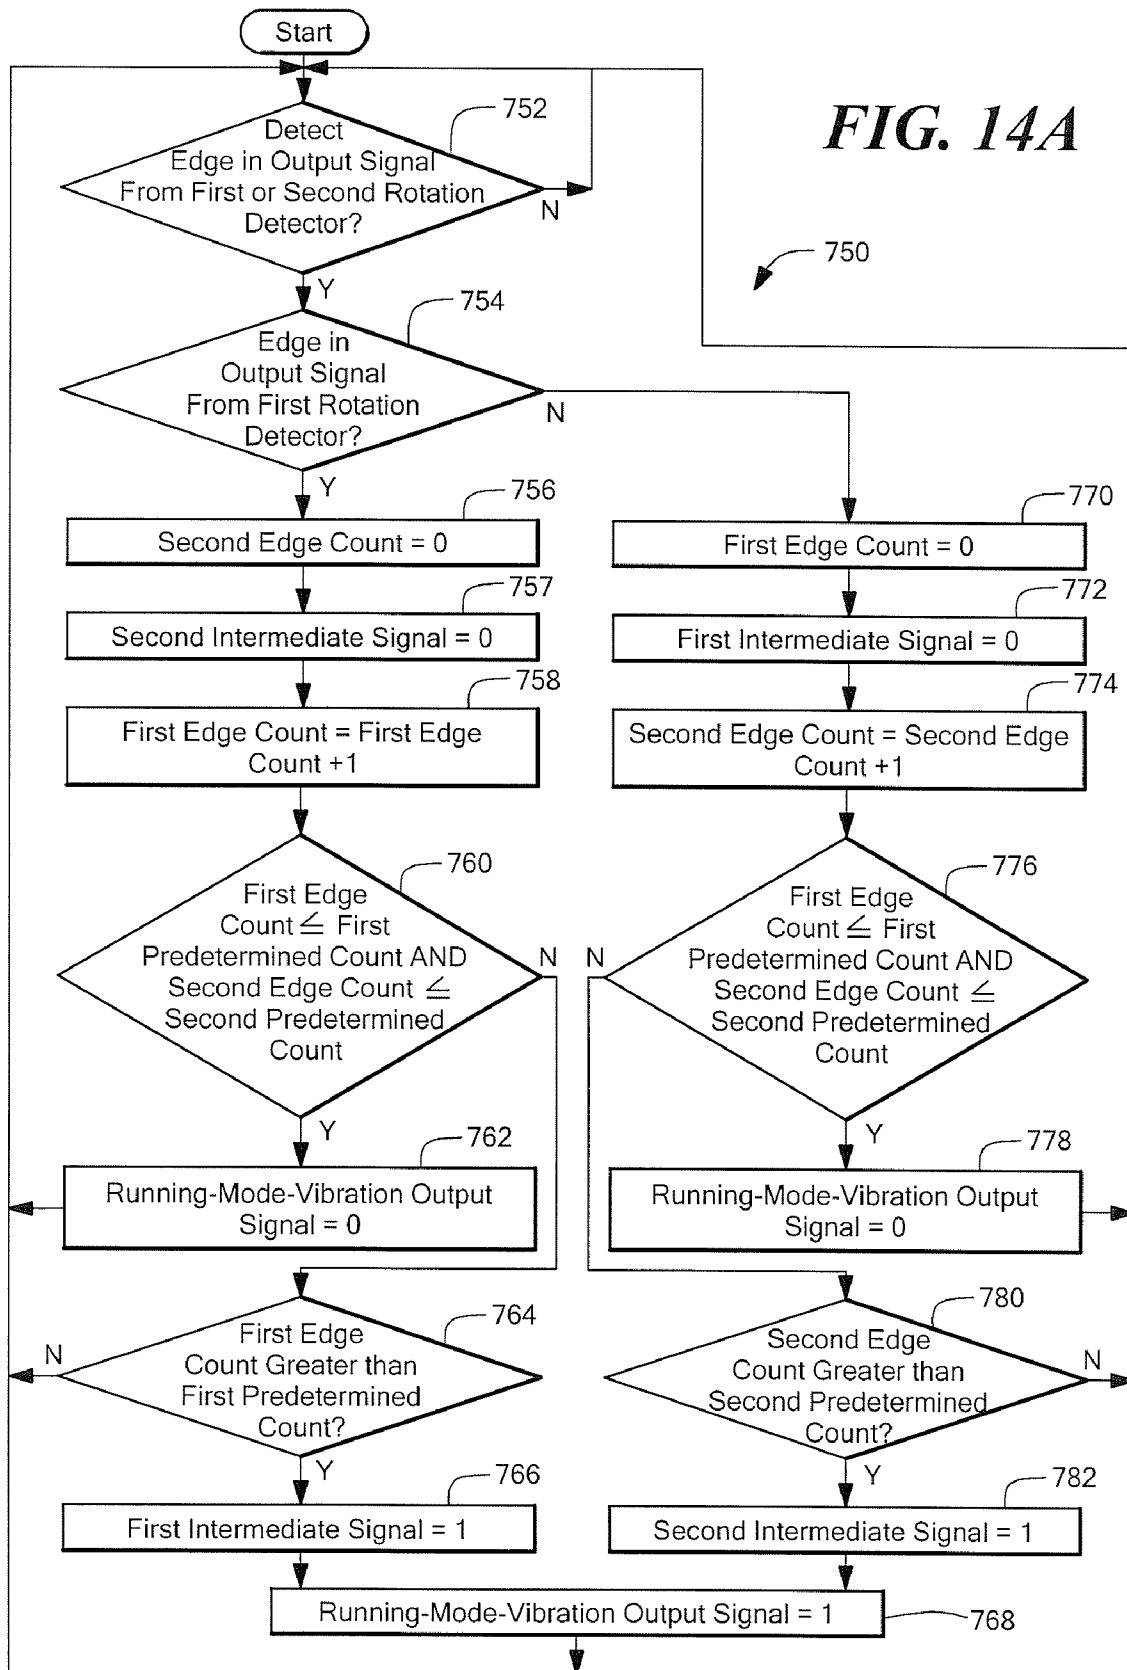 Start
FIG. 14A
752
Detect
Edge in Output Signal
From First or Second Rotation
Detector?
N
Y
750
754
Edge in
Output Signal
From First Rotation
Detector?
N
Y
756
Second Edge Count = 0
757
Second Intermediate Signal = 0
758
First Edge Count = First Edge
Count +1
760
First Edge
Count ≦ First
Predetermined Count AND
Second Edge Count ≦
Second Predetermined
Count
N
Y
762
Running-Mode-Vibration Output
Signal = 0
764
First Edge
Count Greater than
First Predetermined
Count?
N
Y
766
First Intermediate Signal = 1
770
First Edge Count = 0
772
First Intermediate Signal = 0
774
Second Edge Count = Second Edge
Count +1
776
First Edge
Count ≦ First
Predetermined Count AND
Second Edge Count ≦
Second Predetermined
Count
N
Y
778
Running-Mode-Vibration Output
Signal = 0
780
Second Edge
Count Greater than
Second Predetermined
Count?
N
Y
782
Second Intermediate Signal = 1
Running-Mode-Vibration Output Signal = 1
768